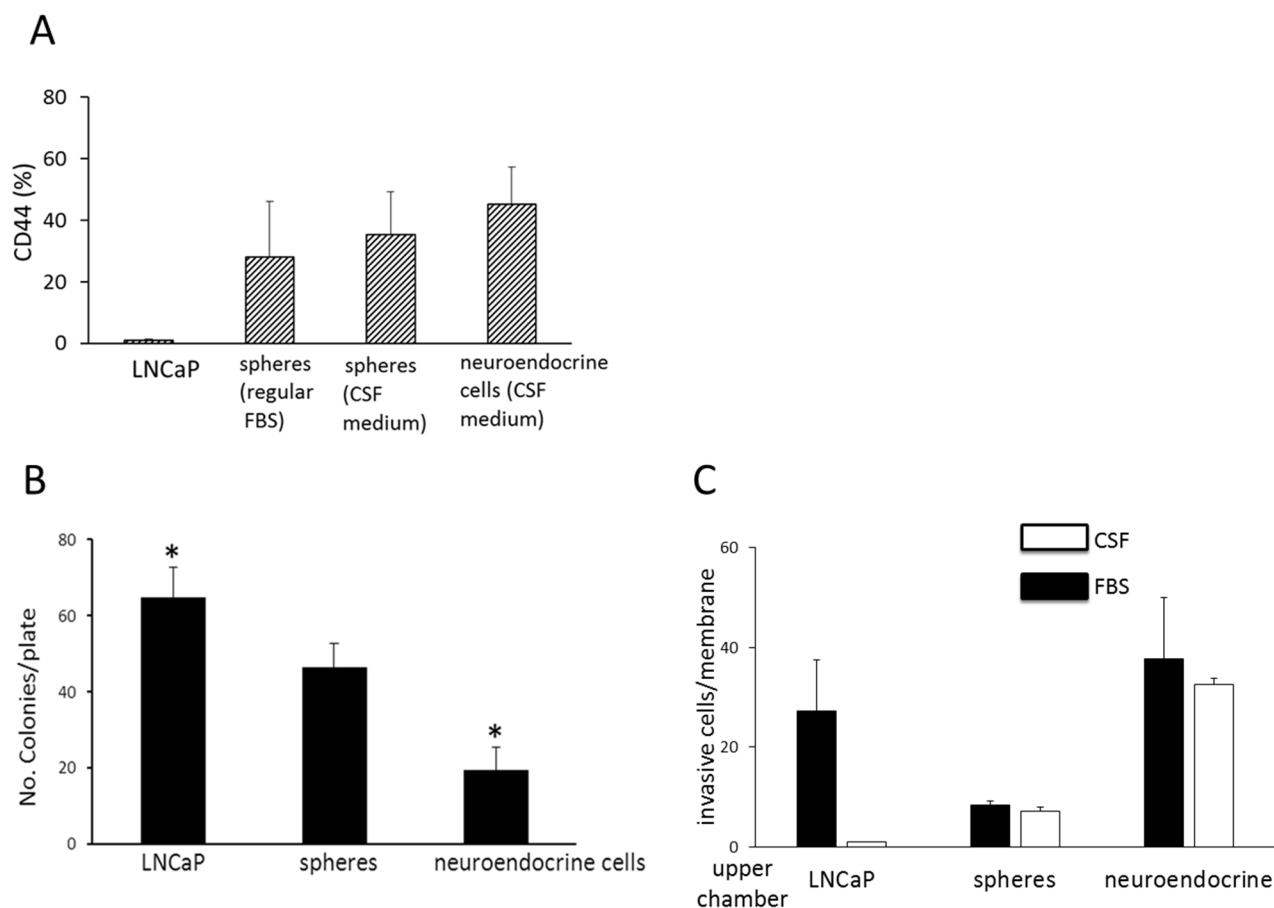 A
80
60
40
20
0
CD44 (%)
LNCaP
spheres
(regular
FBS)
spheres
(CSF
medium)
neuroendocrine
cells (CSF
medium)
B
80
60
40
20
0
No. Colonies/plate
*
*
LNCaP
spheres
neuroendocrine cells
C
CSF
FBS
60
40
20
0
invasive cells/membrane
upper
chamber
LNCaP
spheres
neuroendocrine